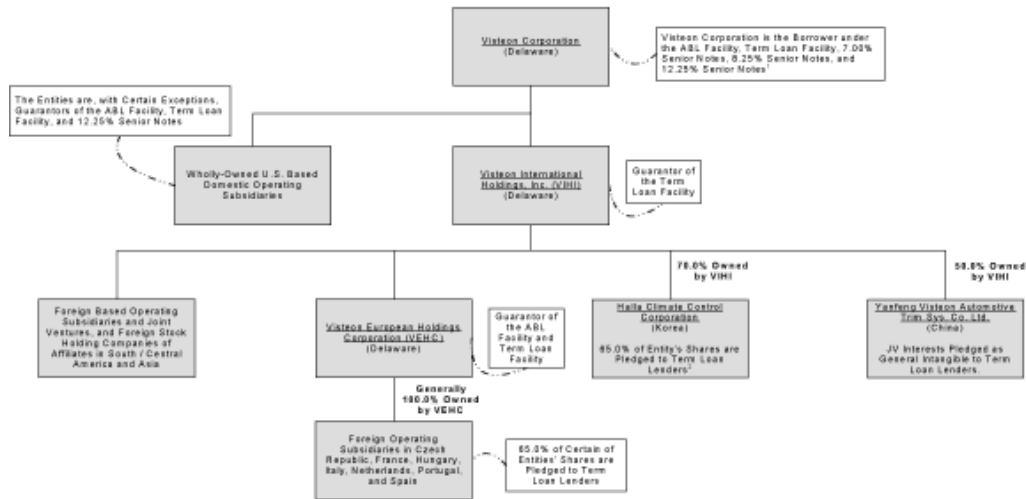 Visteon Corporation
(Delaware)
Visteon Corporation is the Borrower under
the ABL Facility, Term Loan Facility, 7.00%
Senior Notes, 8.25% Senior Notes, and
12.25% Senior Notes
The Entities are, with Certain Exceptions,
Guarantors of the ABL Facility, Term Loan
Facility, and 12.25% Senior Notes
Wholly-Owned U.S. Based
Domestic Operating
Subsidiaries
Visteon International
Holdings, Inc. (VIHI)
(Delaware)
Guarantor of
the Term
Loan Facility
70.0% Owned
by VIHI
50.0% Owned
by VIHI
Foreign Based Operating
Subsidiaries and Joint
Ventures, and Foreign Stock
Holding Companies of
Affiliates in South / Central
America and Asia
Visteon European Holdings
Corporation (VEHC)
(Delaware)
Guarantor of
the ABL
Facility and
Term Loan
Facility
Halla Climate Control
Corporation
(Korea)
65.0% of Entity's Shares are
Pledged to Term Loan
Lenders
Yanfeng Visteon Automotive
Trim Sys. Co. Ltd.
(China)
JV Interests Pledged as
General Intangible to Term
Loan Lenders.
Generally
100.0% Owned
by VEHC
Foreign Operating
Subsidiaries in Czech
Republic, France, Hungary,
Italy, Netherlands, Portugal,
and Spain
65.0% of Certain of
Entities' Shares are
Pledged to Term
Loan Lenders